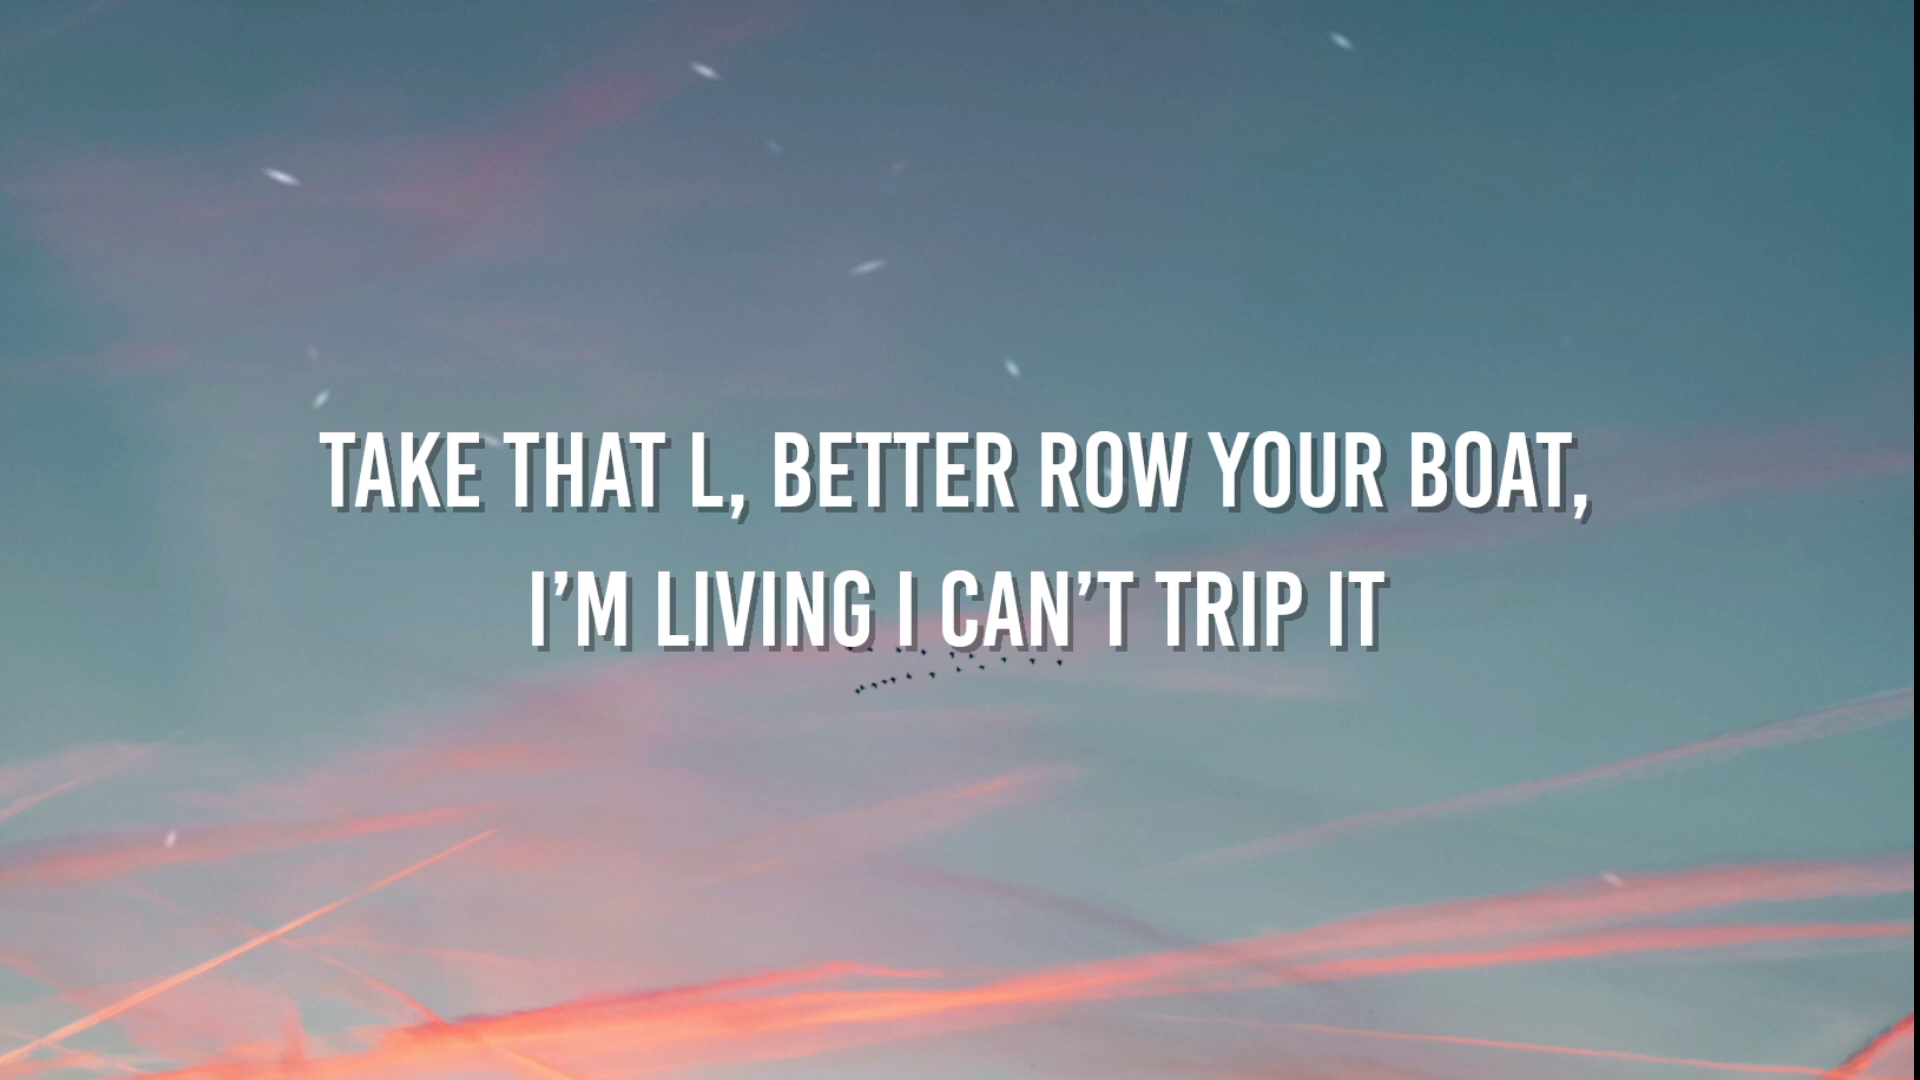 TAKE THAT L, BETTER ROW YOUR BOAT,
I’M LIVING I CAN’T TRIP IT